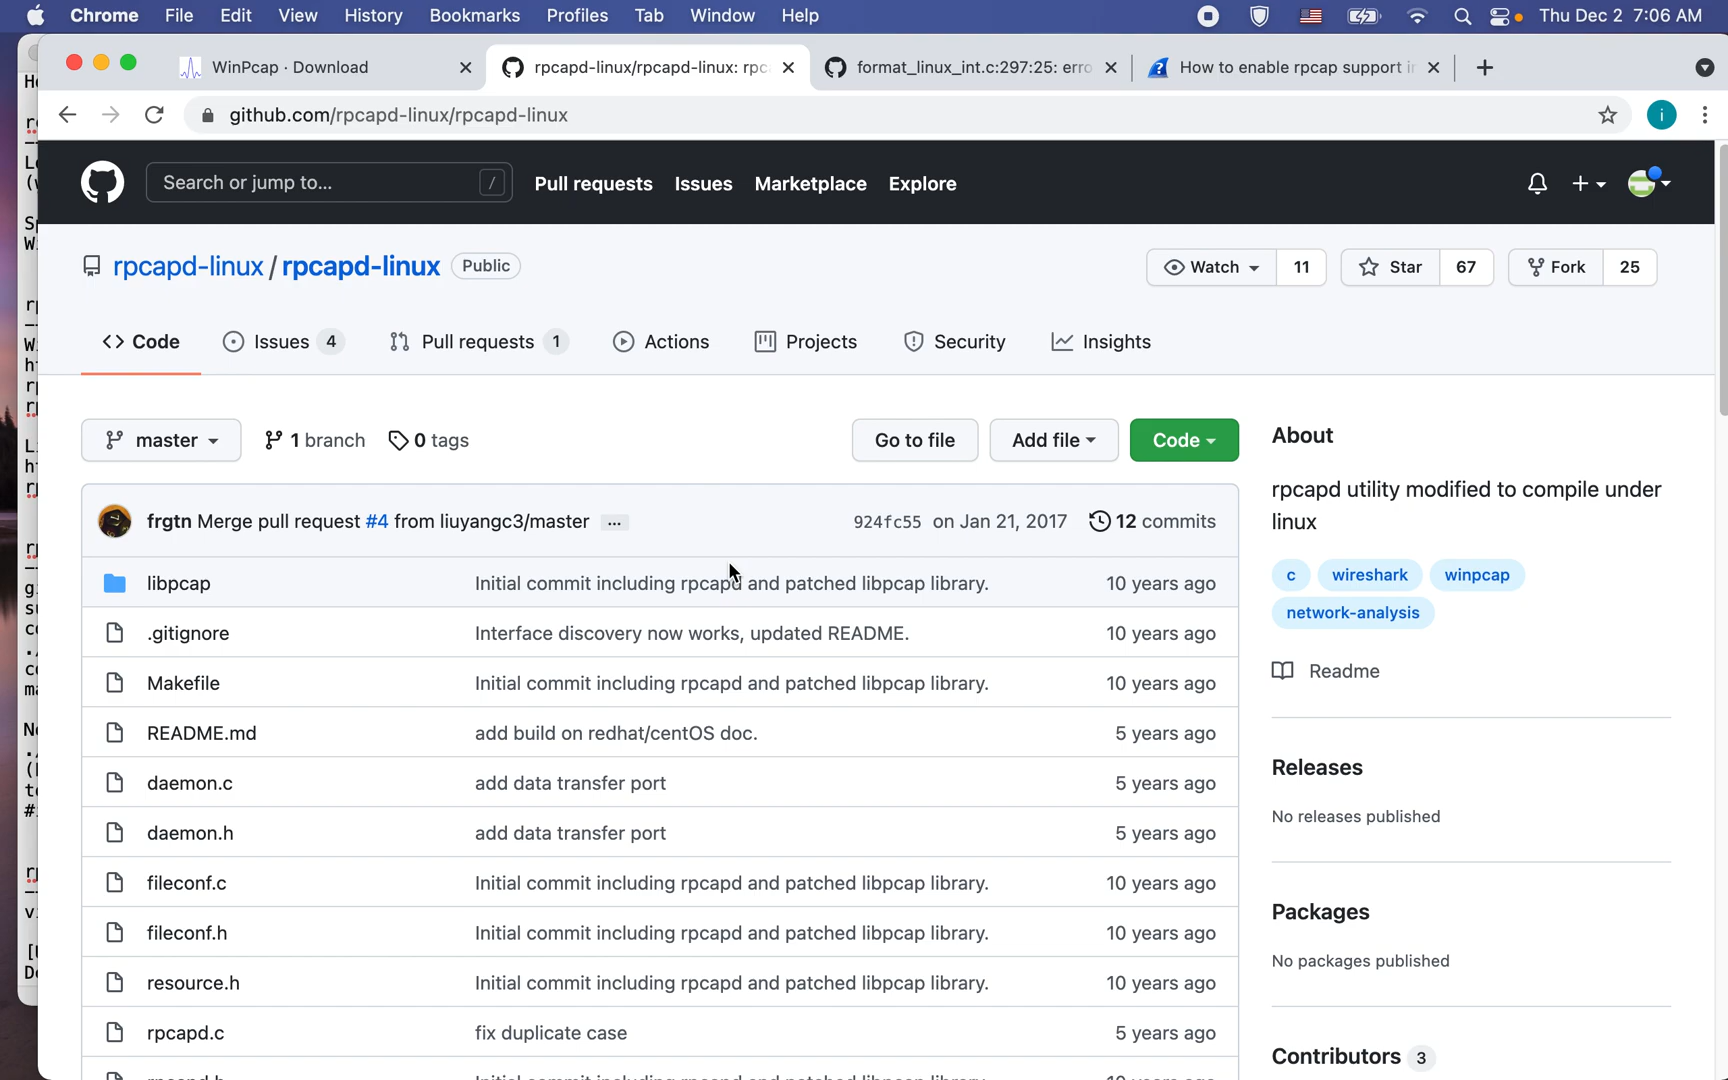 Chrome File Edit View History Bookmarks Profiles Tab Window Help Thu Dec 2 7:06 AM
WinPcap · Download
rpcapd-linux/rpcapd-linux: rpc
format_linux_int.c:297:25: erro
How to enable rpcap support in
github.com/rpcapd-linux/rpcapd-linux
i
Search or jump to... / Pull requests Issues Marketplace Explore
rpcapd-linux / rpcapd-linux Public Watch 11 Star 67 Fork 25
Code Issues 4 Pull requests 1 Actions Projects Security Insights
master 1 branch 0 tags Go to file Add file Code
frgtn Merge pull request #4 from liuyangc3/master ... 924fc55 on Jan 21, 2017 12 commits
libpcap Initial commit including rpcapd and patched libpcap library. 10 years ago
.gitignore Interface discovery now works, updated README. 10 years ago
Makefile Initial commit including rpcapd and patched libpcap library. 10 years ago
README.md add build on redhat/centOS doc. 5 years ago
daemon.c add data transfer port 5 years ago
daemon.h add data transfer port 5 years ago
fileconf.c Initial commit including rpcapd and patched libpcap library. 10 years ago
fileconf.h Initial commit including rpcapd and patched libpcap library. 10 years ago
resource.h Initial commit including rpcapd and patched libpcap library. 10 years ago
rpcapd.c fix duplicate case 5 years ago
About
rpcapd utility modified to compile under
linux
c wireshark winpcap
network-analysis
Readme
Releases
No releases published
Packages
No packages published
Contributors 3